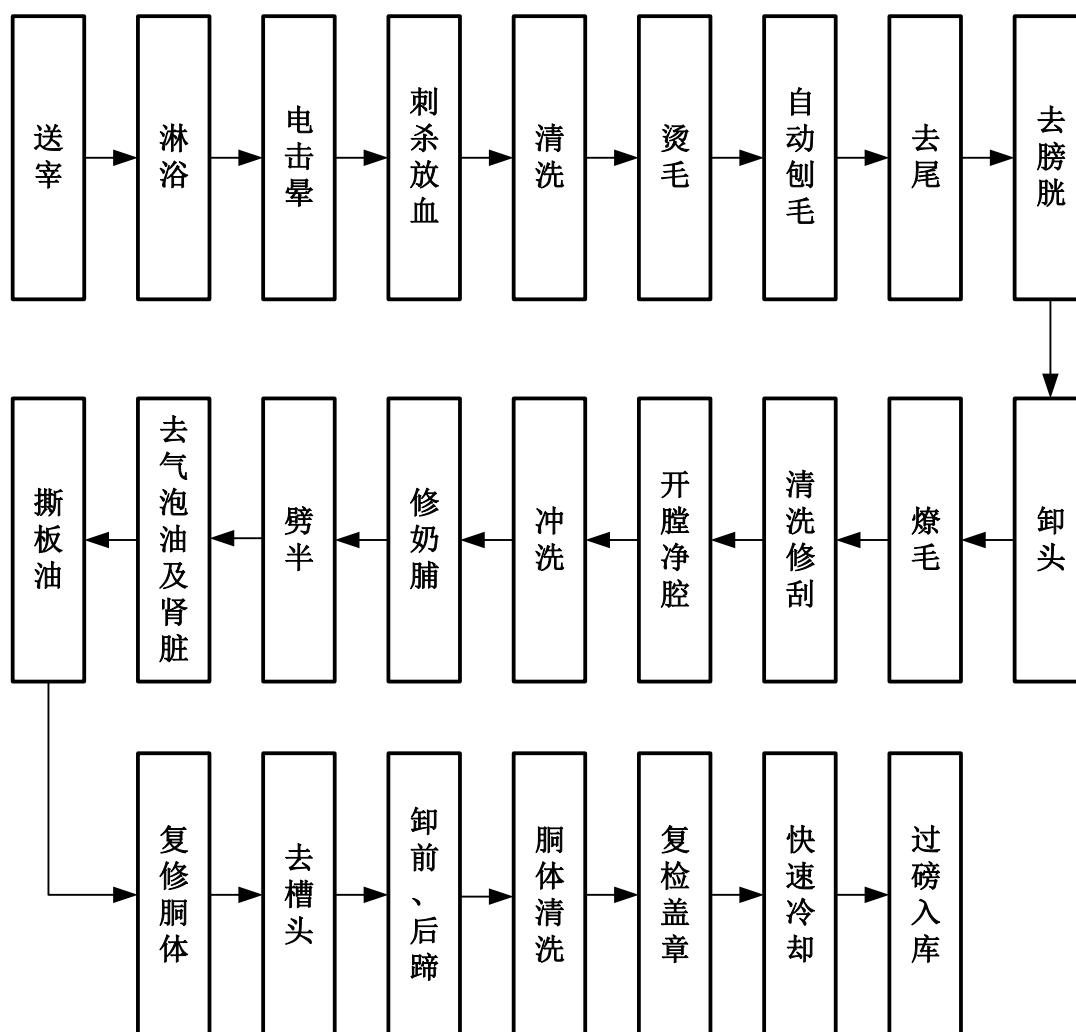 送宰
淋浴
电击晕
刺杀放血
清洗
烫毛
自动刨毛
去尾
去膀胱
卸头
燎毛
清洗修刮
开膛净腔
冲洗
修奶脯
劈半
去气泡油及肾脏
撕板油
复修胴体
去槽头
卸前、后蹄
胴体清洗
复检盖章
快速冷却
过磅入库